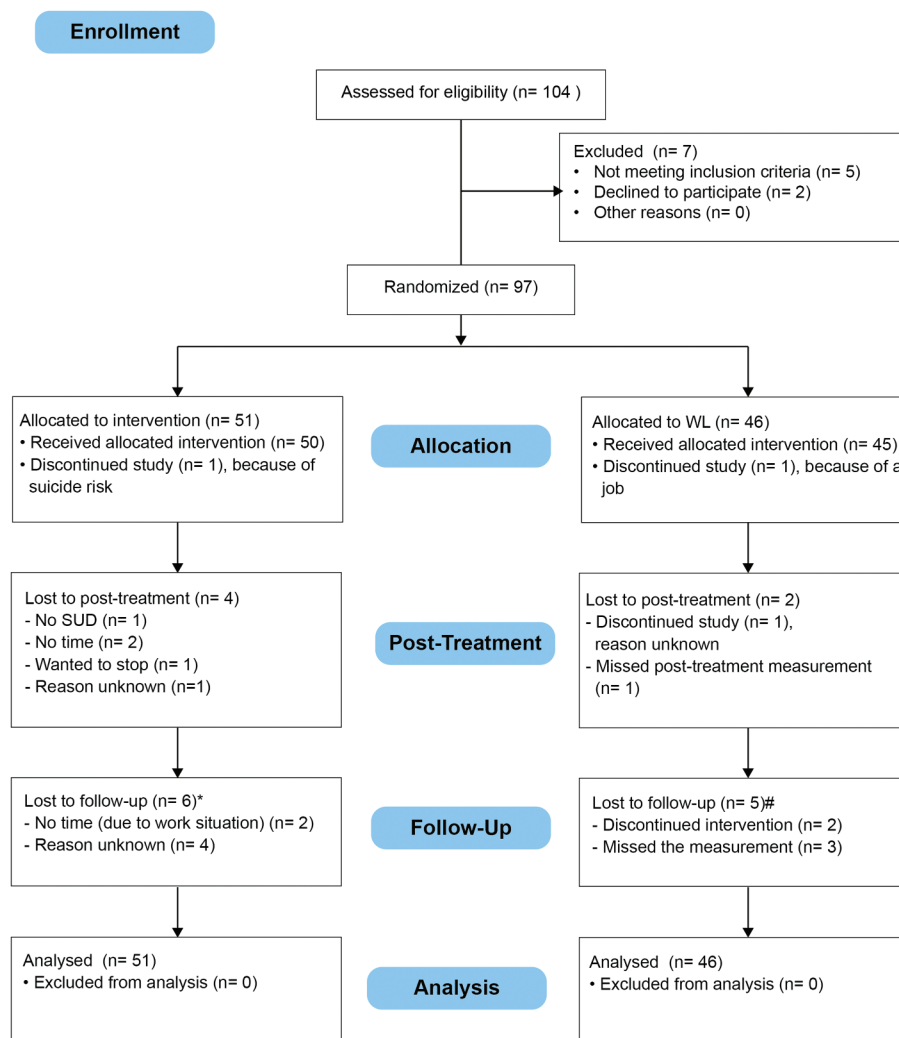 Enrollment
Assessed for eligibility (n= 104 )
Excluded (n= 7)
• Not meeting inclusion criteria (n= 5)
• Declined to participate (n= 2)
• Other reasons (n= 0)
Randomized (n= 97)
Allocated to intervention (n= 51)
• Received allocated intervention (n= 50)
• Discontinued study (n= 1), because of
suicide risk
Allocation
Allocated to WL (n= 46)
• Received allocated intervention (n= 45)
• Discontinued study (n= 1), because of a
job
Lost to post-treatment (n= 4)
- No SUD (n= 1)
- No time (n= 2)
- Wanted to stop (n= 1)
- Reason unknown (n=1)
Post-Treatment
Lost to post-treatment (n= 2)
- Discontinued study (n= 1),
reason unknown
- Missed post-treatment measurement
(n= 1)
Lost to follow-up (n= 6)*
- No time (due to work situation) (n= 2)
- Reason unknown (n= 4)
Follow-Up
Lost to follow-up (n= 5)#
- Discontinued intervention (n= 2)
- Missed the measurement (n= 3)
Analysed (n= 51)
• Excluded from analysis (n= 0)
Analysis
Analysed (n= 46)
• Excluded from analysis (n= 0)